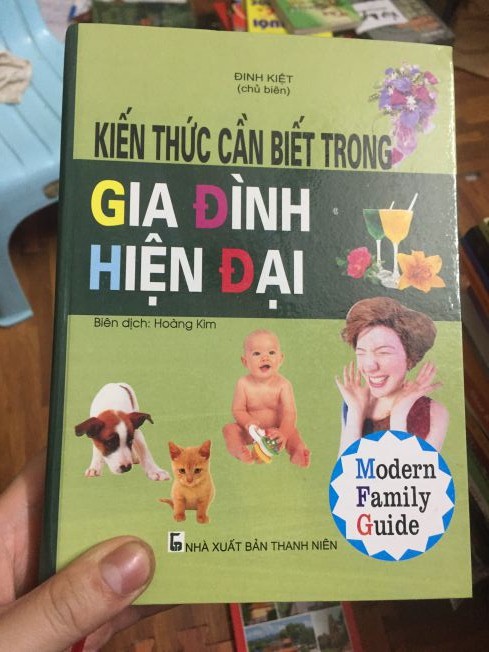 ĐINH KIỆT
(chủ biên)
KIẾN THỨC CẦN BIẾT TRONG
GIA ĐÌNH
HIỆN ĐẠI
Biên dịch: Hoàng Kim
Modern
Family
Guide
NHÀ XUẤT BẢN THANH NIÊN